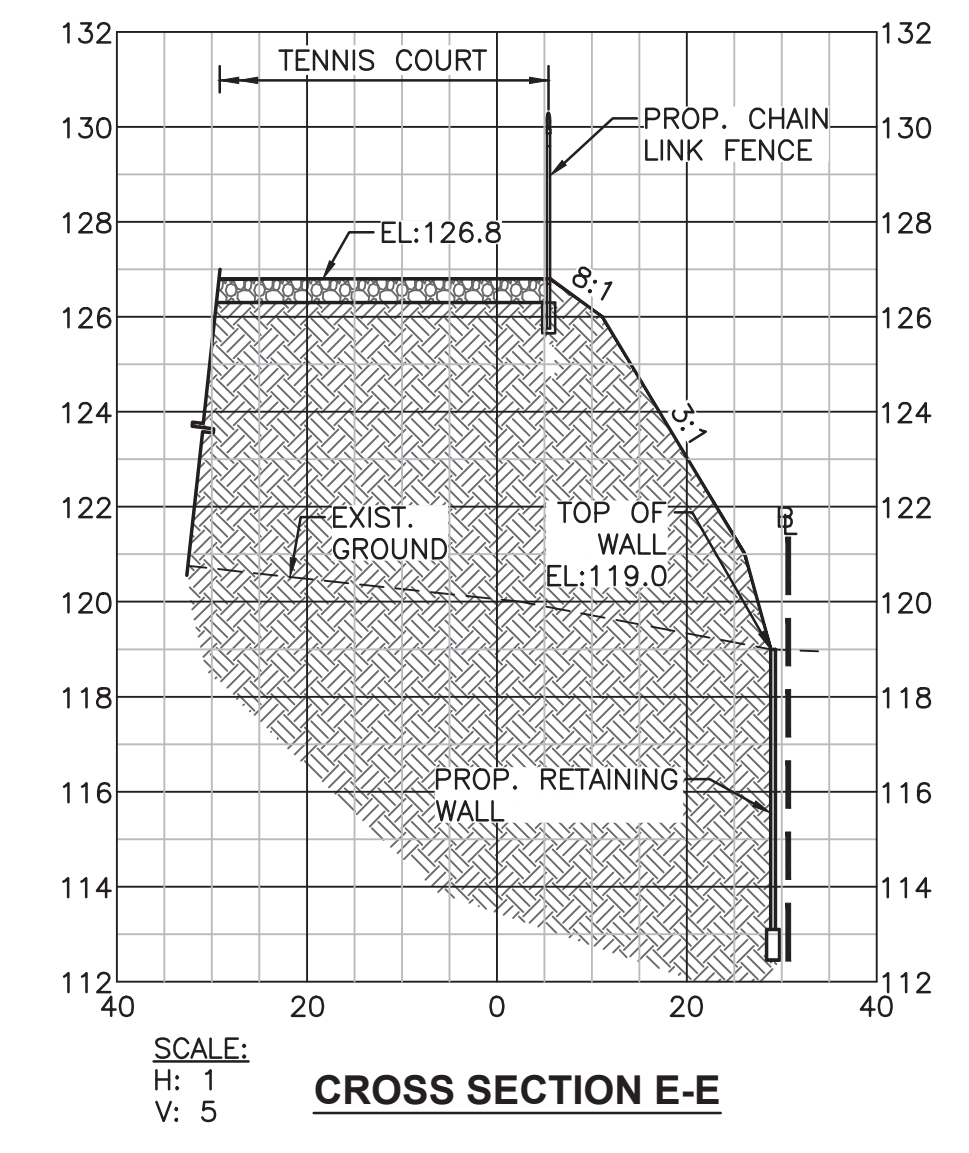 132
132
TENNIS COURT
130
PROP. CHAIN
130
LINK FENCE
128
EL:126.8
128
8:1
126
126
124
3:1
124
122
EXIST.
TOP OF
122
GROUND
WALL
EL:119.0
120
120
118
118
116
PROP. RETAINING
116
WALL
114
114
112
112
40
20
0
20
40
SCALE:
H: 1
V: 5
CROSS SECTION E-E